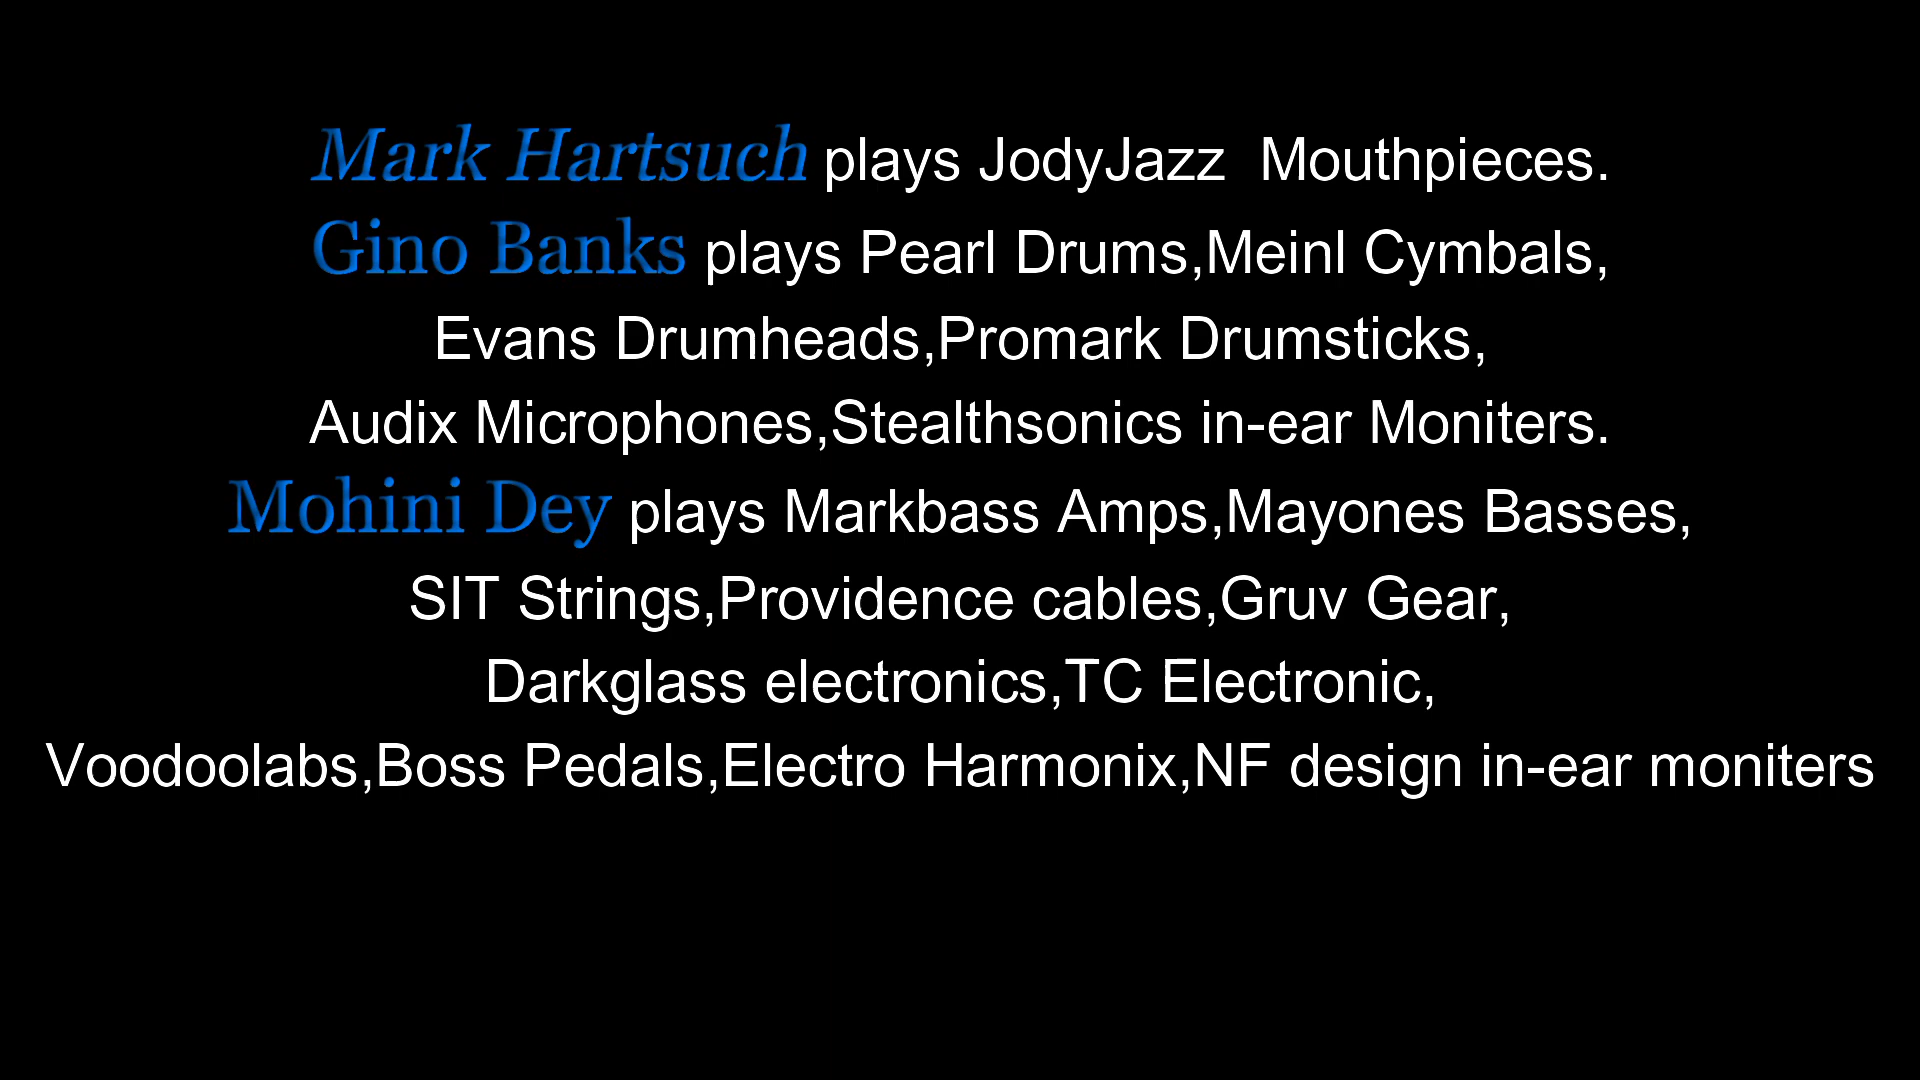 Mark Hartsuch plays JodyJazz  Mouthpieces.
Gino Banks plays Pearl Drums,Meinl Cymbals,
Evans Drumheads,Promark Drumsticks,
Audix Microphones,Stealthsonics in-ear Moniters.
Mohini Dey plays Markbass Amps,Mayones Basses,
SIT Strings,Providence cables,Gruv Gear,
Darkglass electronics,TC Electronic,
Voodoolabs,Boss Pedals,Electro Harmonix,NF design in-ear moniters